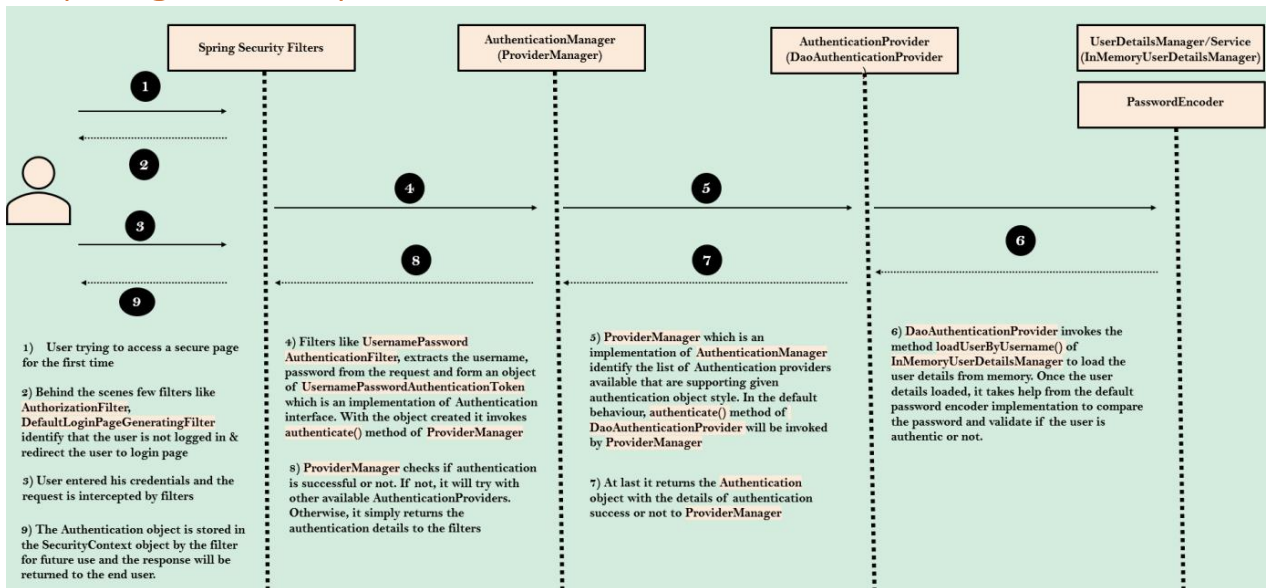 Spring Security Filters
AuthenticationManager
(ProviderManager)
AuthenticationProvider
(DaoAuthenticationProvider
)
UserDetailsManager/Service
(InMemoryUserDetailsManager)
PasswordEncoder
1
2
3
9
4
8
5
7
6
1) User trying to access a secure page
for the first time
2) Behind the scenes few filters like
AuthorizationFilter,
DefaultLoginPageGeneratingFilter
identify that the user is not logged in &
redirect the user to login page
3) User entered his credentials and the
request is intercepted by filters
9) The Authentication object is stored in
the SecurityContext object by the filter
for future use and the response will be
returned to the end user.
4) Filters like UsernamePassword
AuthenticationFilter, extracts the username,
password from the request and form an object
of UsernamePasswordAuthenticationToken
which is an implementation of Authentication
interface. With the object created it invokes
authenticate() method of ProviderManager
8) ProviderManager checks if authentication
is successful or not. If not, it will try with
other available AuthenticationProviders.
Otherwise, it simply returns the
authentication details to the filters
5) ProviderManager which is an
implementation of AuthenticationManager
identify the list of Authentication providers
available that are supporting given
authentication object style. In the default
behaviour, authenticate() method of
DaoAuthenticationProvider will be invoked
by ProviderManager
7) At last it returns the Authentication
object with the details of authentication
success or not to ProviderManager
6) DaoAuthenticationProvider invokes the
method loadUserByUsername() of
InMemoryUserDetailsManager to load the
user details from memory. Once the user
details loaded, it takes help from the default
password encoder implementation to compare
the password and validate if the user is
authentic or not.